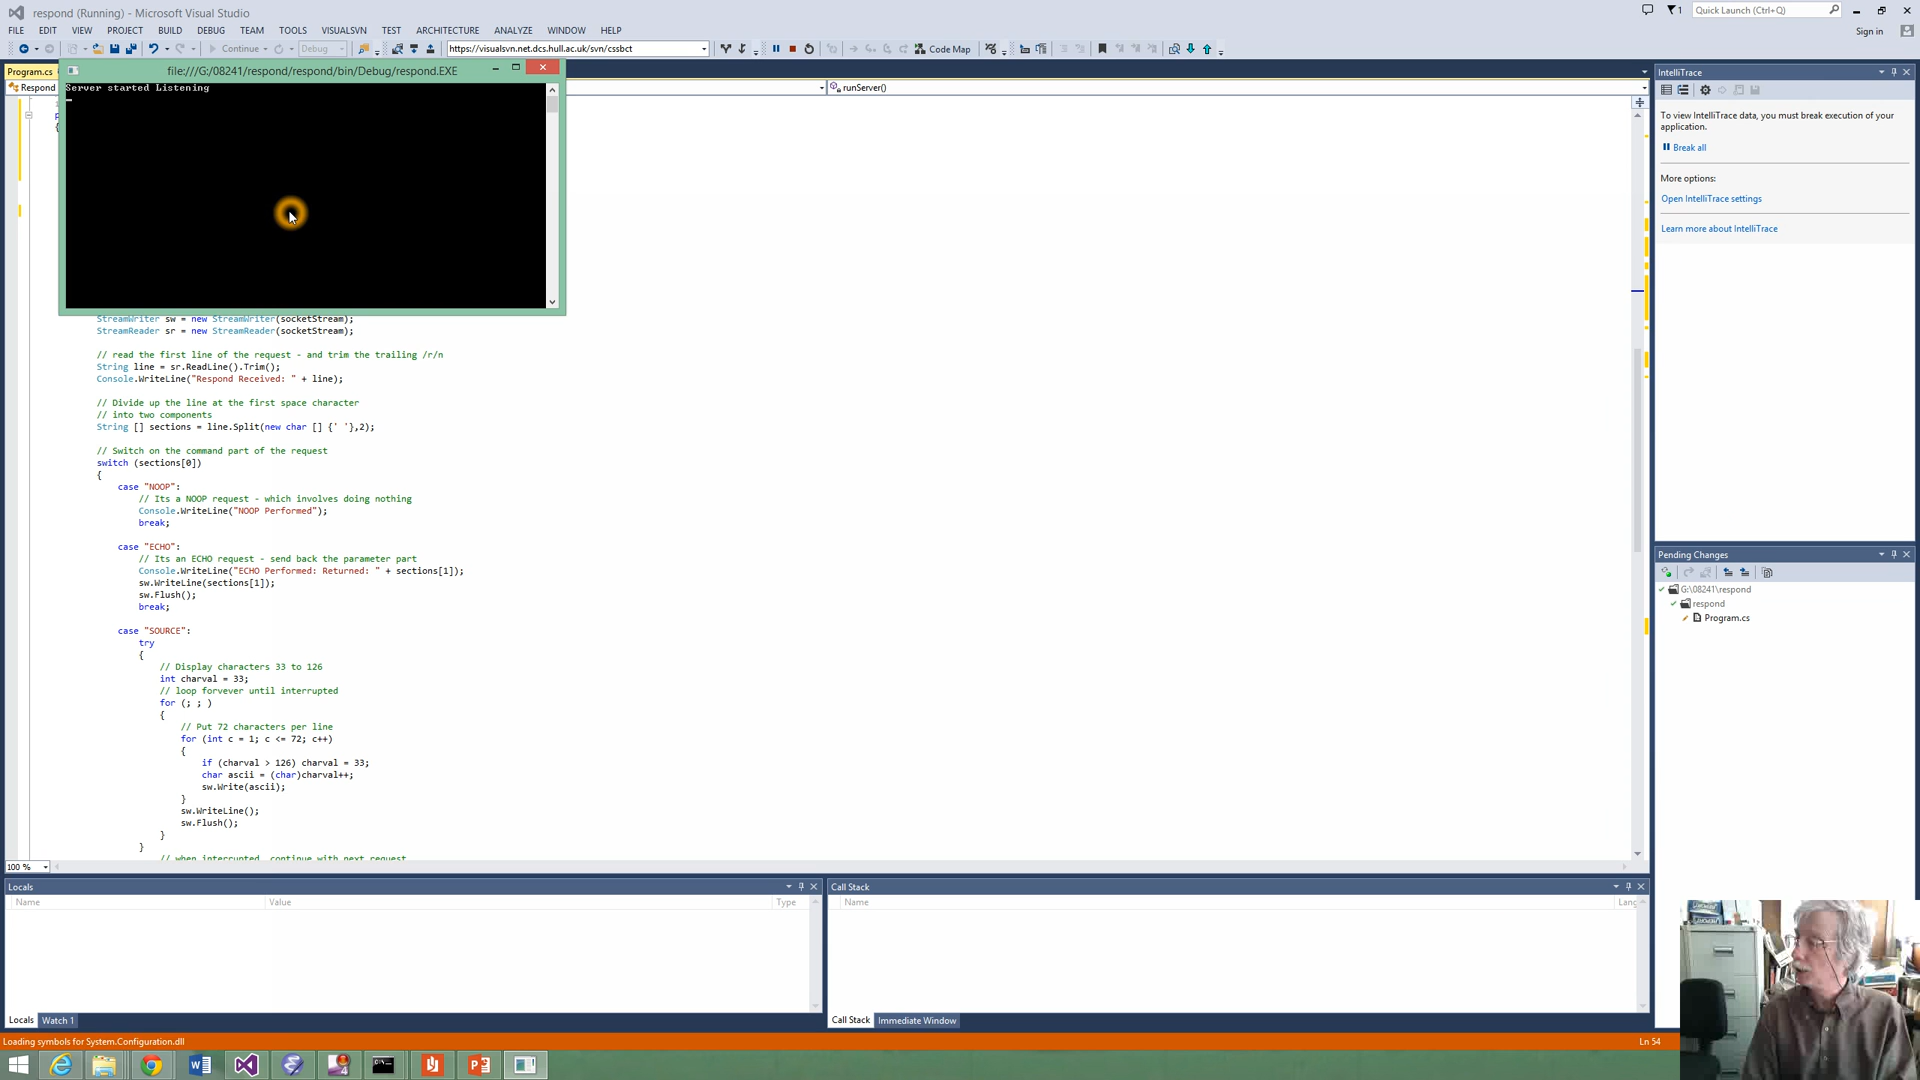 respond (Running) - Microsoft Visual Studio
1
Quick Launch (Ctrl+Q)
FILE EDIT VIEW PROJECT BUILD DEBUG TEAM TOOLS VISUALSVN TEST ARCHITECTURE ANALYZE WINDOW HELP
Sign in
Continue Debug https://visualsvn.net.dcs.hull.ac.uk/svn/cssbct Code Map
Program.cs
file:///G:/08241/respond/respond/bin/Debug/respond.EXE
Respond
runServer()
Server started Listening
StreamWriter sw = new StreamWriter(socketStream);
StreamReader sr = new StreamReader(socketStream);
// read the first line of the request - and trim the trailing /r/n
String line = sr.ReadLine().Trim();
Console.WriteLine("Respond Received: " + line);
// Divide up the line at the first space character
// into two components
String [] sections = line.Split(new char [] {' '},2);
// Switch on the command part of the request
switch (sections[0])
{
case "NOOP":
// Its a NOOP request - which involves doing nothing
Console.WriteLine("NOOP Performed");
break;
case "ECHO":
// Its an ECHO request - send back the parameter part
Console.WriteLine("ECHO Performed: Returned: " + sections[1]);
sw.WriteLine(sections[1]);
sw.Flush();
break;
case "SOURCE":
try
{
// Display characters 33 to 126
int charval = 33;
// loop forvever until interrupted
for (; ; )
{
// Put 72 characters per line
for (int c = 1; c <= 72; c++)
{
if (charval > 126) charval = 33;
char ascii = (char)charval++;
sw.Write(ascii);
}
sw.WriteLine();
sw.Flush();
}
}
// when interrupted, continue with next request
100 %
IntelliTrace
To view IntelliTrace data, you must break execution of your
application.
Break all
More options:
Open IntelliTrace settings
Learn more about IntelliTrace
Pending Changes
G:\08241\respond
respond
Program.cs
Locals
Name Value Type
Locals Watch 1
Call Stack
Name Lang
Call Stack Immediate Window
Loading symbols for System.Configuration.dll
Ln 54